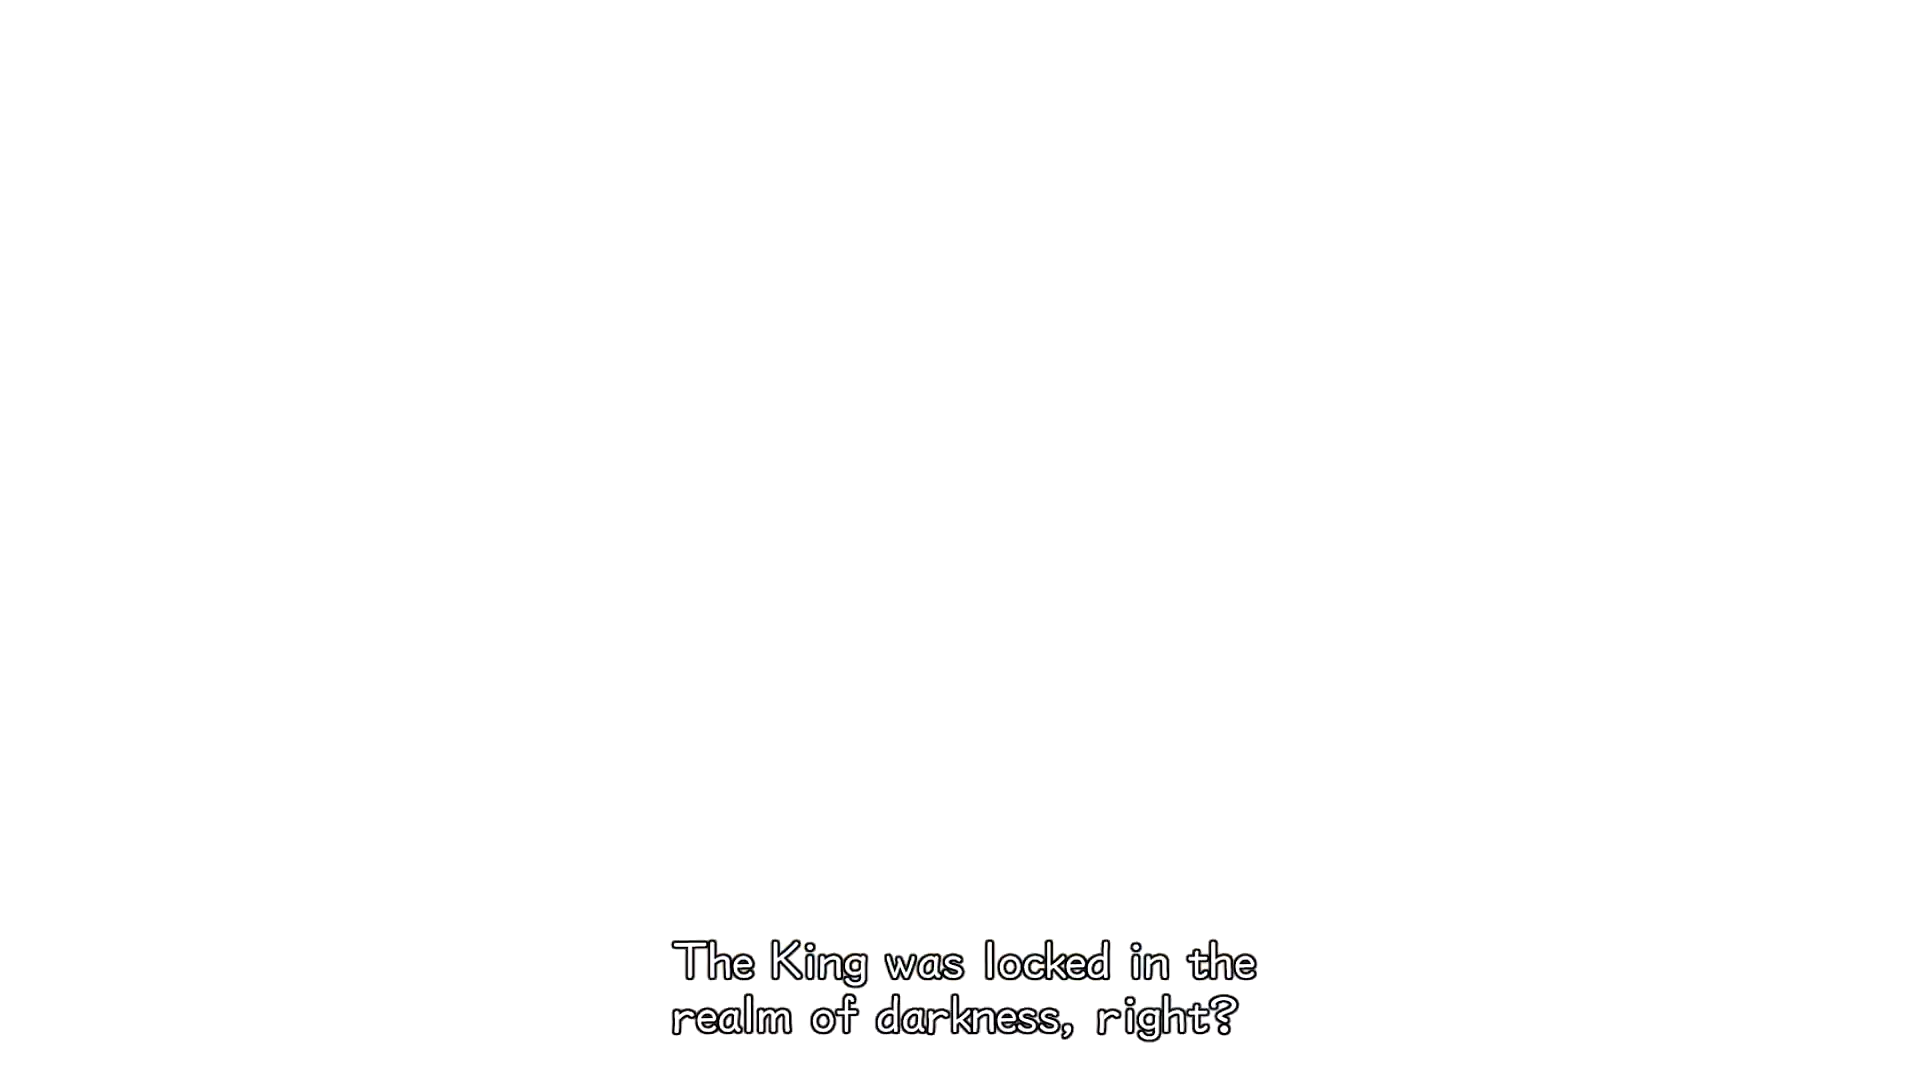 The King was locked in the
realm of darkness, right?